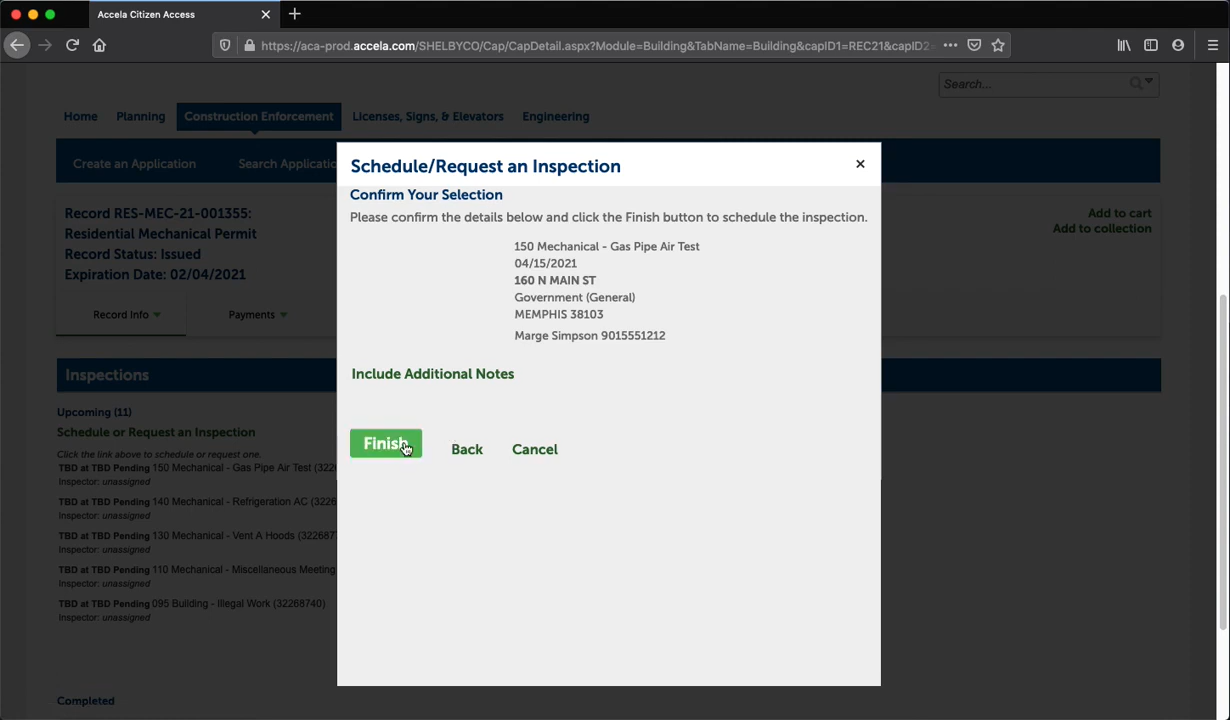 Accela Citizen Access
https://aca-prod.accela.com/SHELBYCO/Cap/CapDetail.aspx?Module=Building&TabName=Building&capID1=REC21&capID2=
Search...
Home Planning Construction Enforcement Licenses, Signs, & Elevators Engineering
Create an Application Search Applicatio
Schedule/Request an Inspection
Confirm Your Selection
Please confirm the details below and click the Finish button to schedule the inspection.
150 Mechanical - Gas Pipe Air Test
04/15/2021
160 N MAIN ST
Government (General)
MEMPHIS 38103
Marge Simpson 9015551212
Include Additional Notes
Finish Back Cancel
Record RES-MEC-21-001355:
Residential Mechanical Permit
Record Status: Issued
Expiration Date: 02/04/2021
Add to cart
Add to collection
Record Info Payments
Inspections
Upcoming (11)
Schedule or Request an Inspection
Click the link above to schedule or request one.
TBD at TBD Pending 150 Mechanical - Gas Pipe Air Test (322
Inspector: unassigned
TBD at TBD Pending 140 Mechanical - Refrigeration AC (3226
Inspector: unassigned
TBD at TBD Pending 130 Mechanical - Vent A Hoods (322687
Inspector: unassigned
TBD at TBD Pending 110 Mechanical - Miscellaneous Meeting
Inspector: unassigned
TBD at TBD Pending 095 Building - Illegal Work (32268740)
Inspector: unassigned
Completed